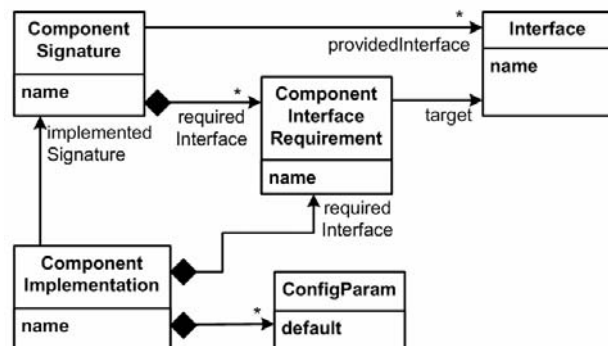 Component
Signature
name
*
providedInterface
Interface
name
*
required
Interface
Component
Interface
Requirement
name
target
implemented
Signature
required
Interface
Component
Implementation
name
*
ConfigParam
default